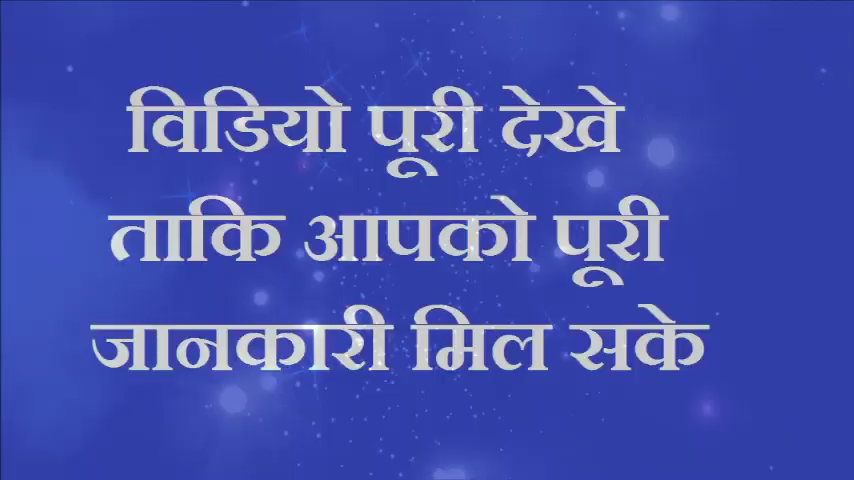 विडियो पूरी देखे
ताकि आपको पूरी
जानकारी मिल सके